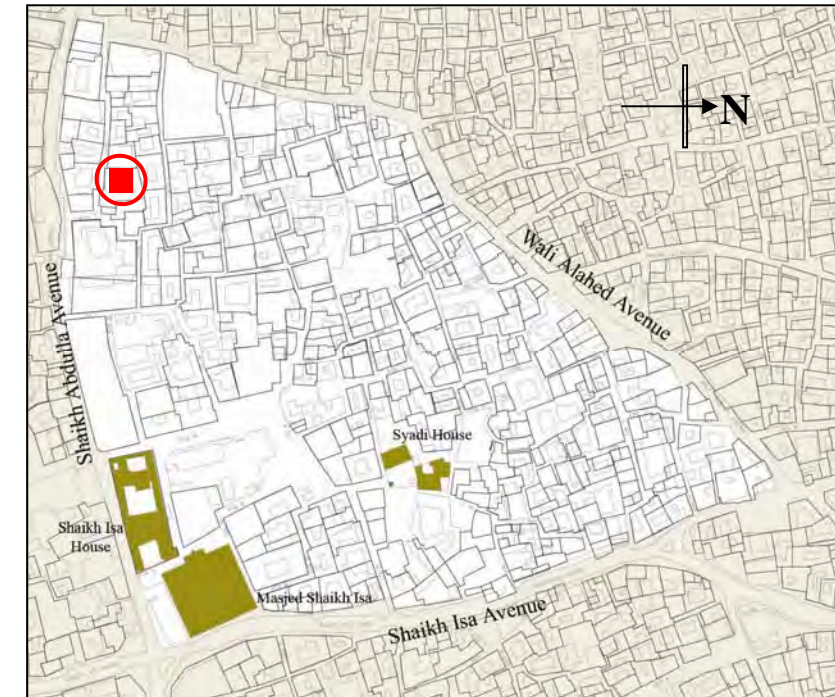 N
Wali Alahed Avenue
Shaikh Abdulla Avenue
Syadi House
Shaikh Isa
House
Masjed Shaikh Isa
Shaikh Isa Avenue